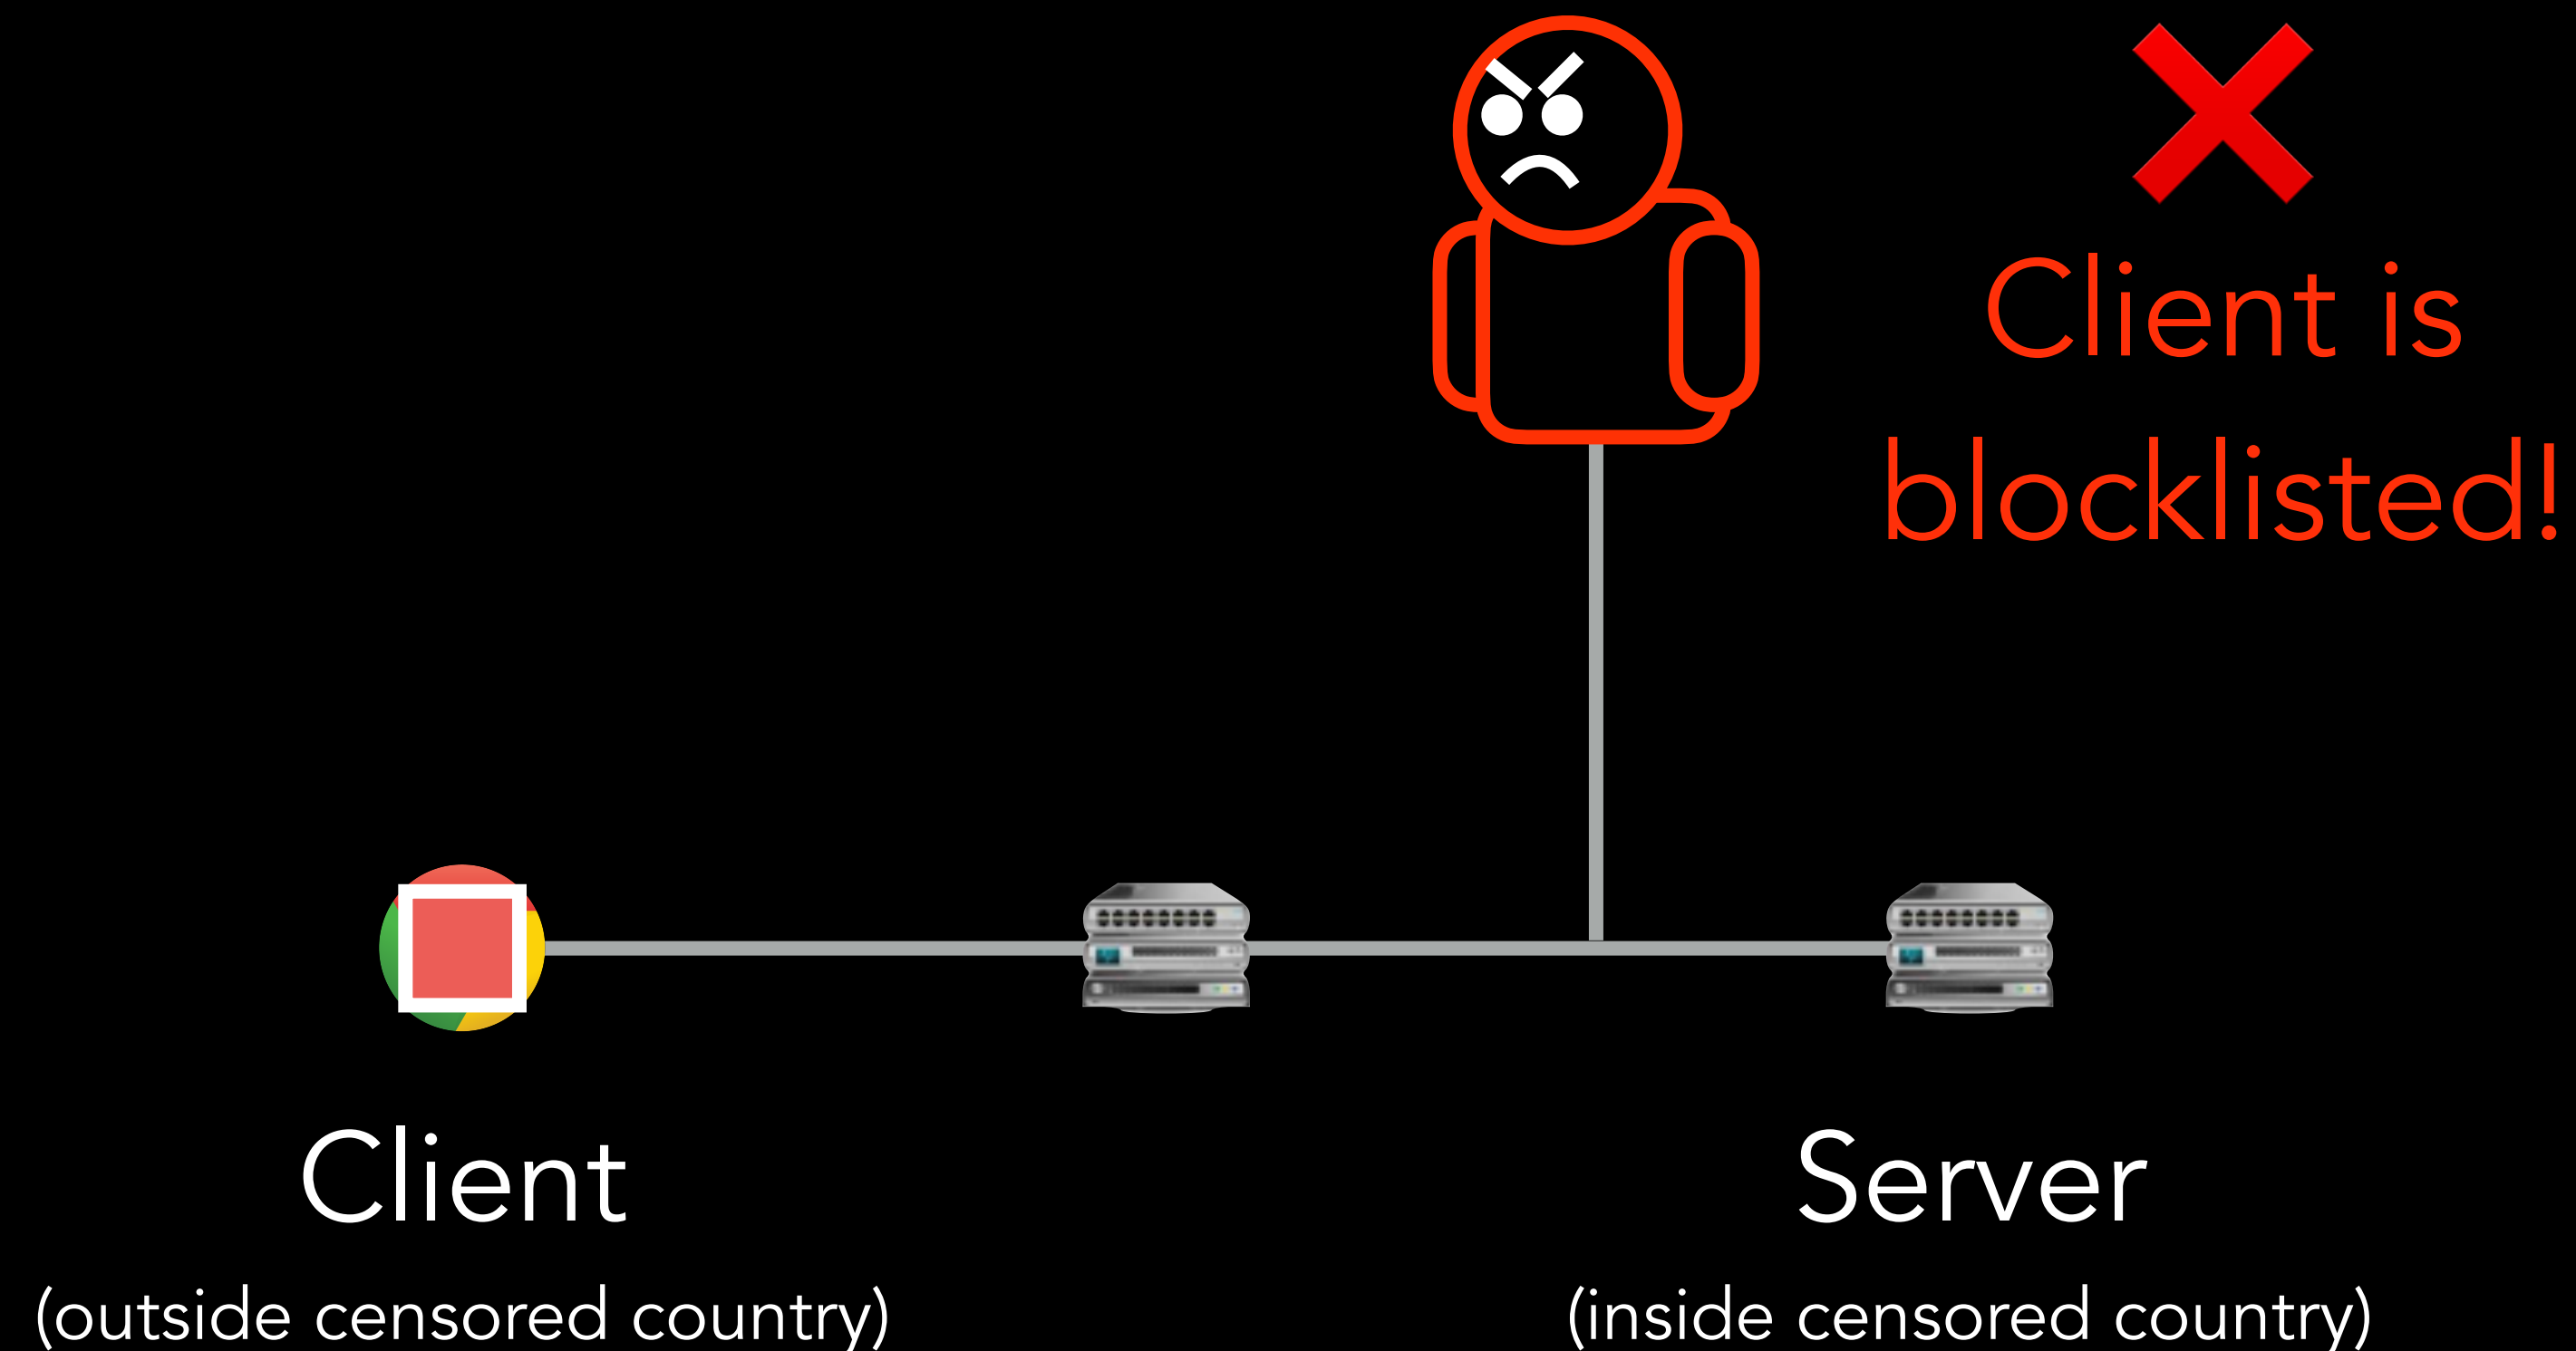 Client is
blocklisted!
Client
Server
(outside censored country)
(inside censored country)